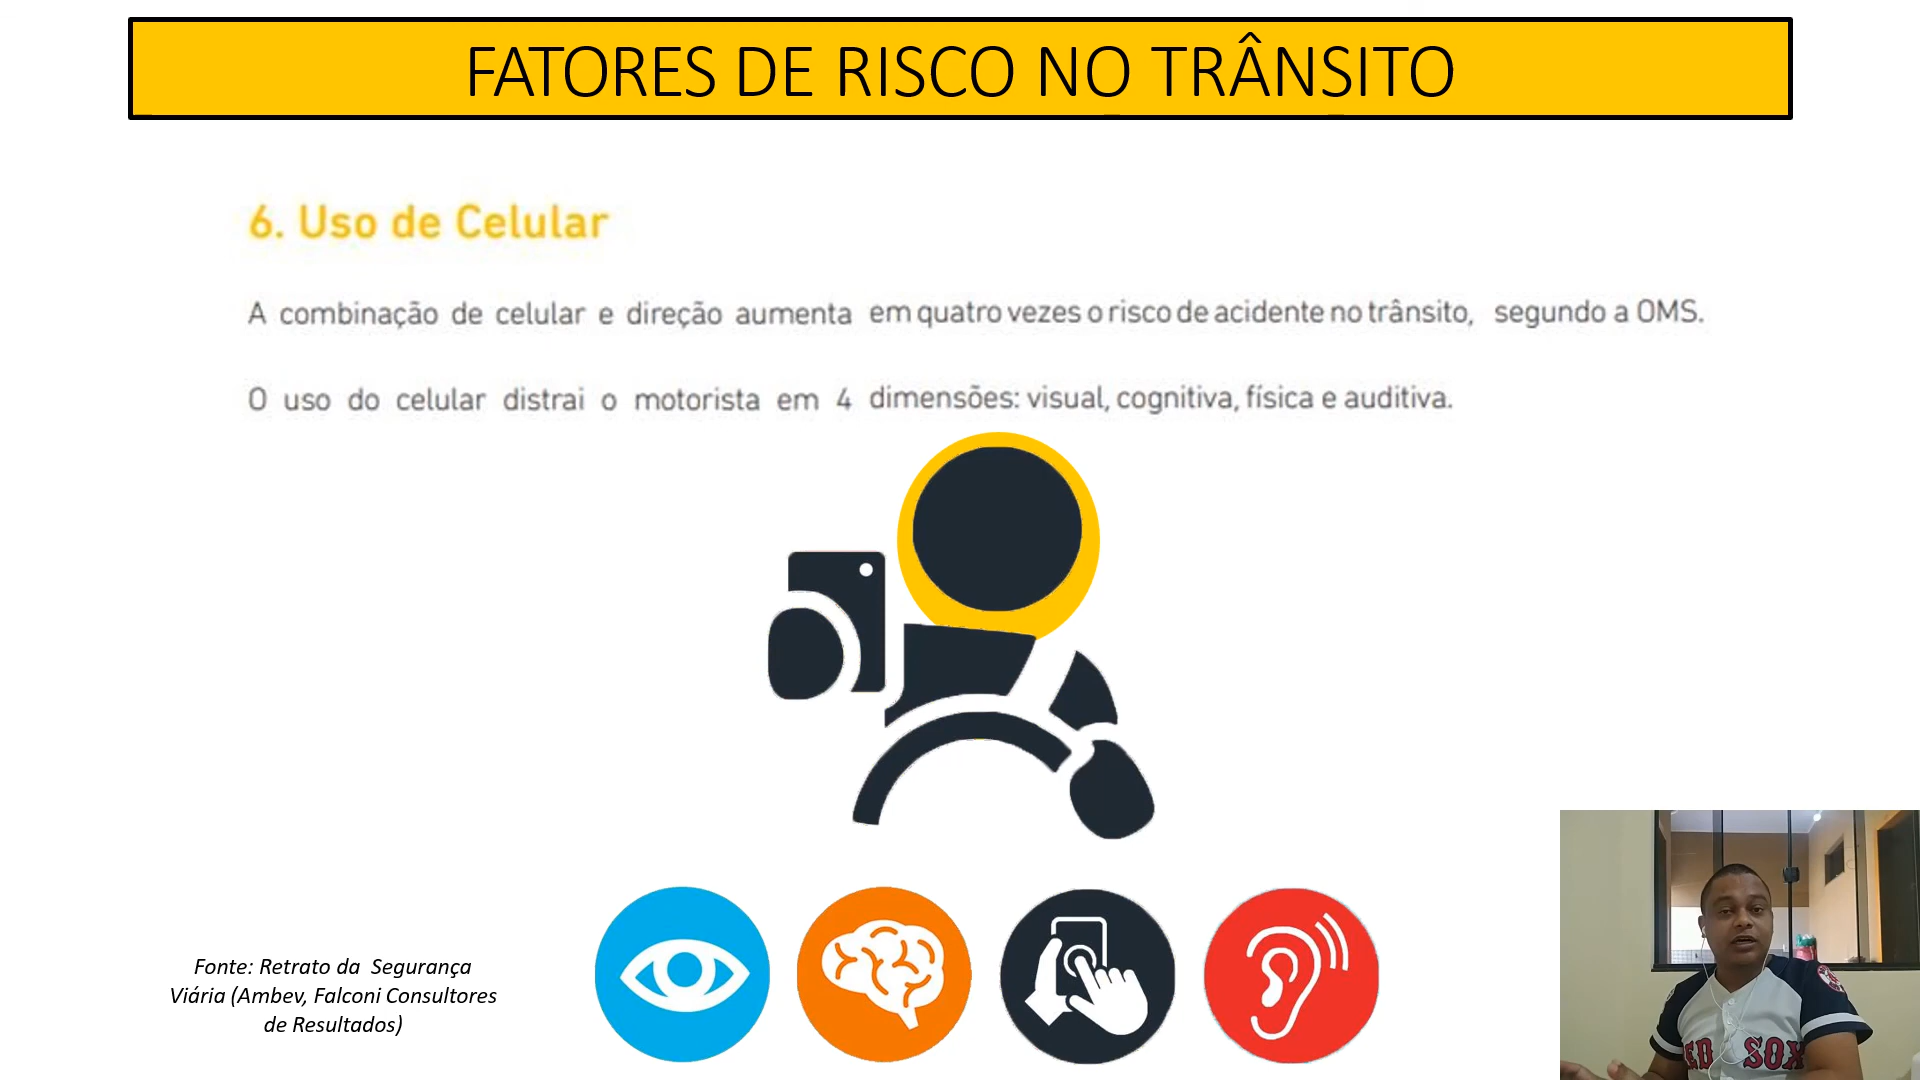 FATORES DE RISCO NO TRÂNSITO
6. Uso de Celular
A combinação de celular e direção aumenta em quatro vezes o risco de acidente no trânsito, segundo a OMS.
O uso do celular distrai o motorista em 4 dimensões: visual, cognitiva, física e auditiva.
Fonte: Retrato da Segurança
Viária (Ambev, Falconi Consultores
de Resultados)
ED SOX